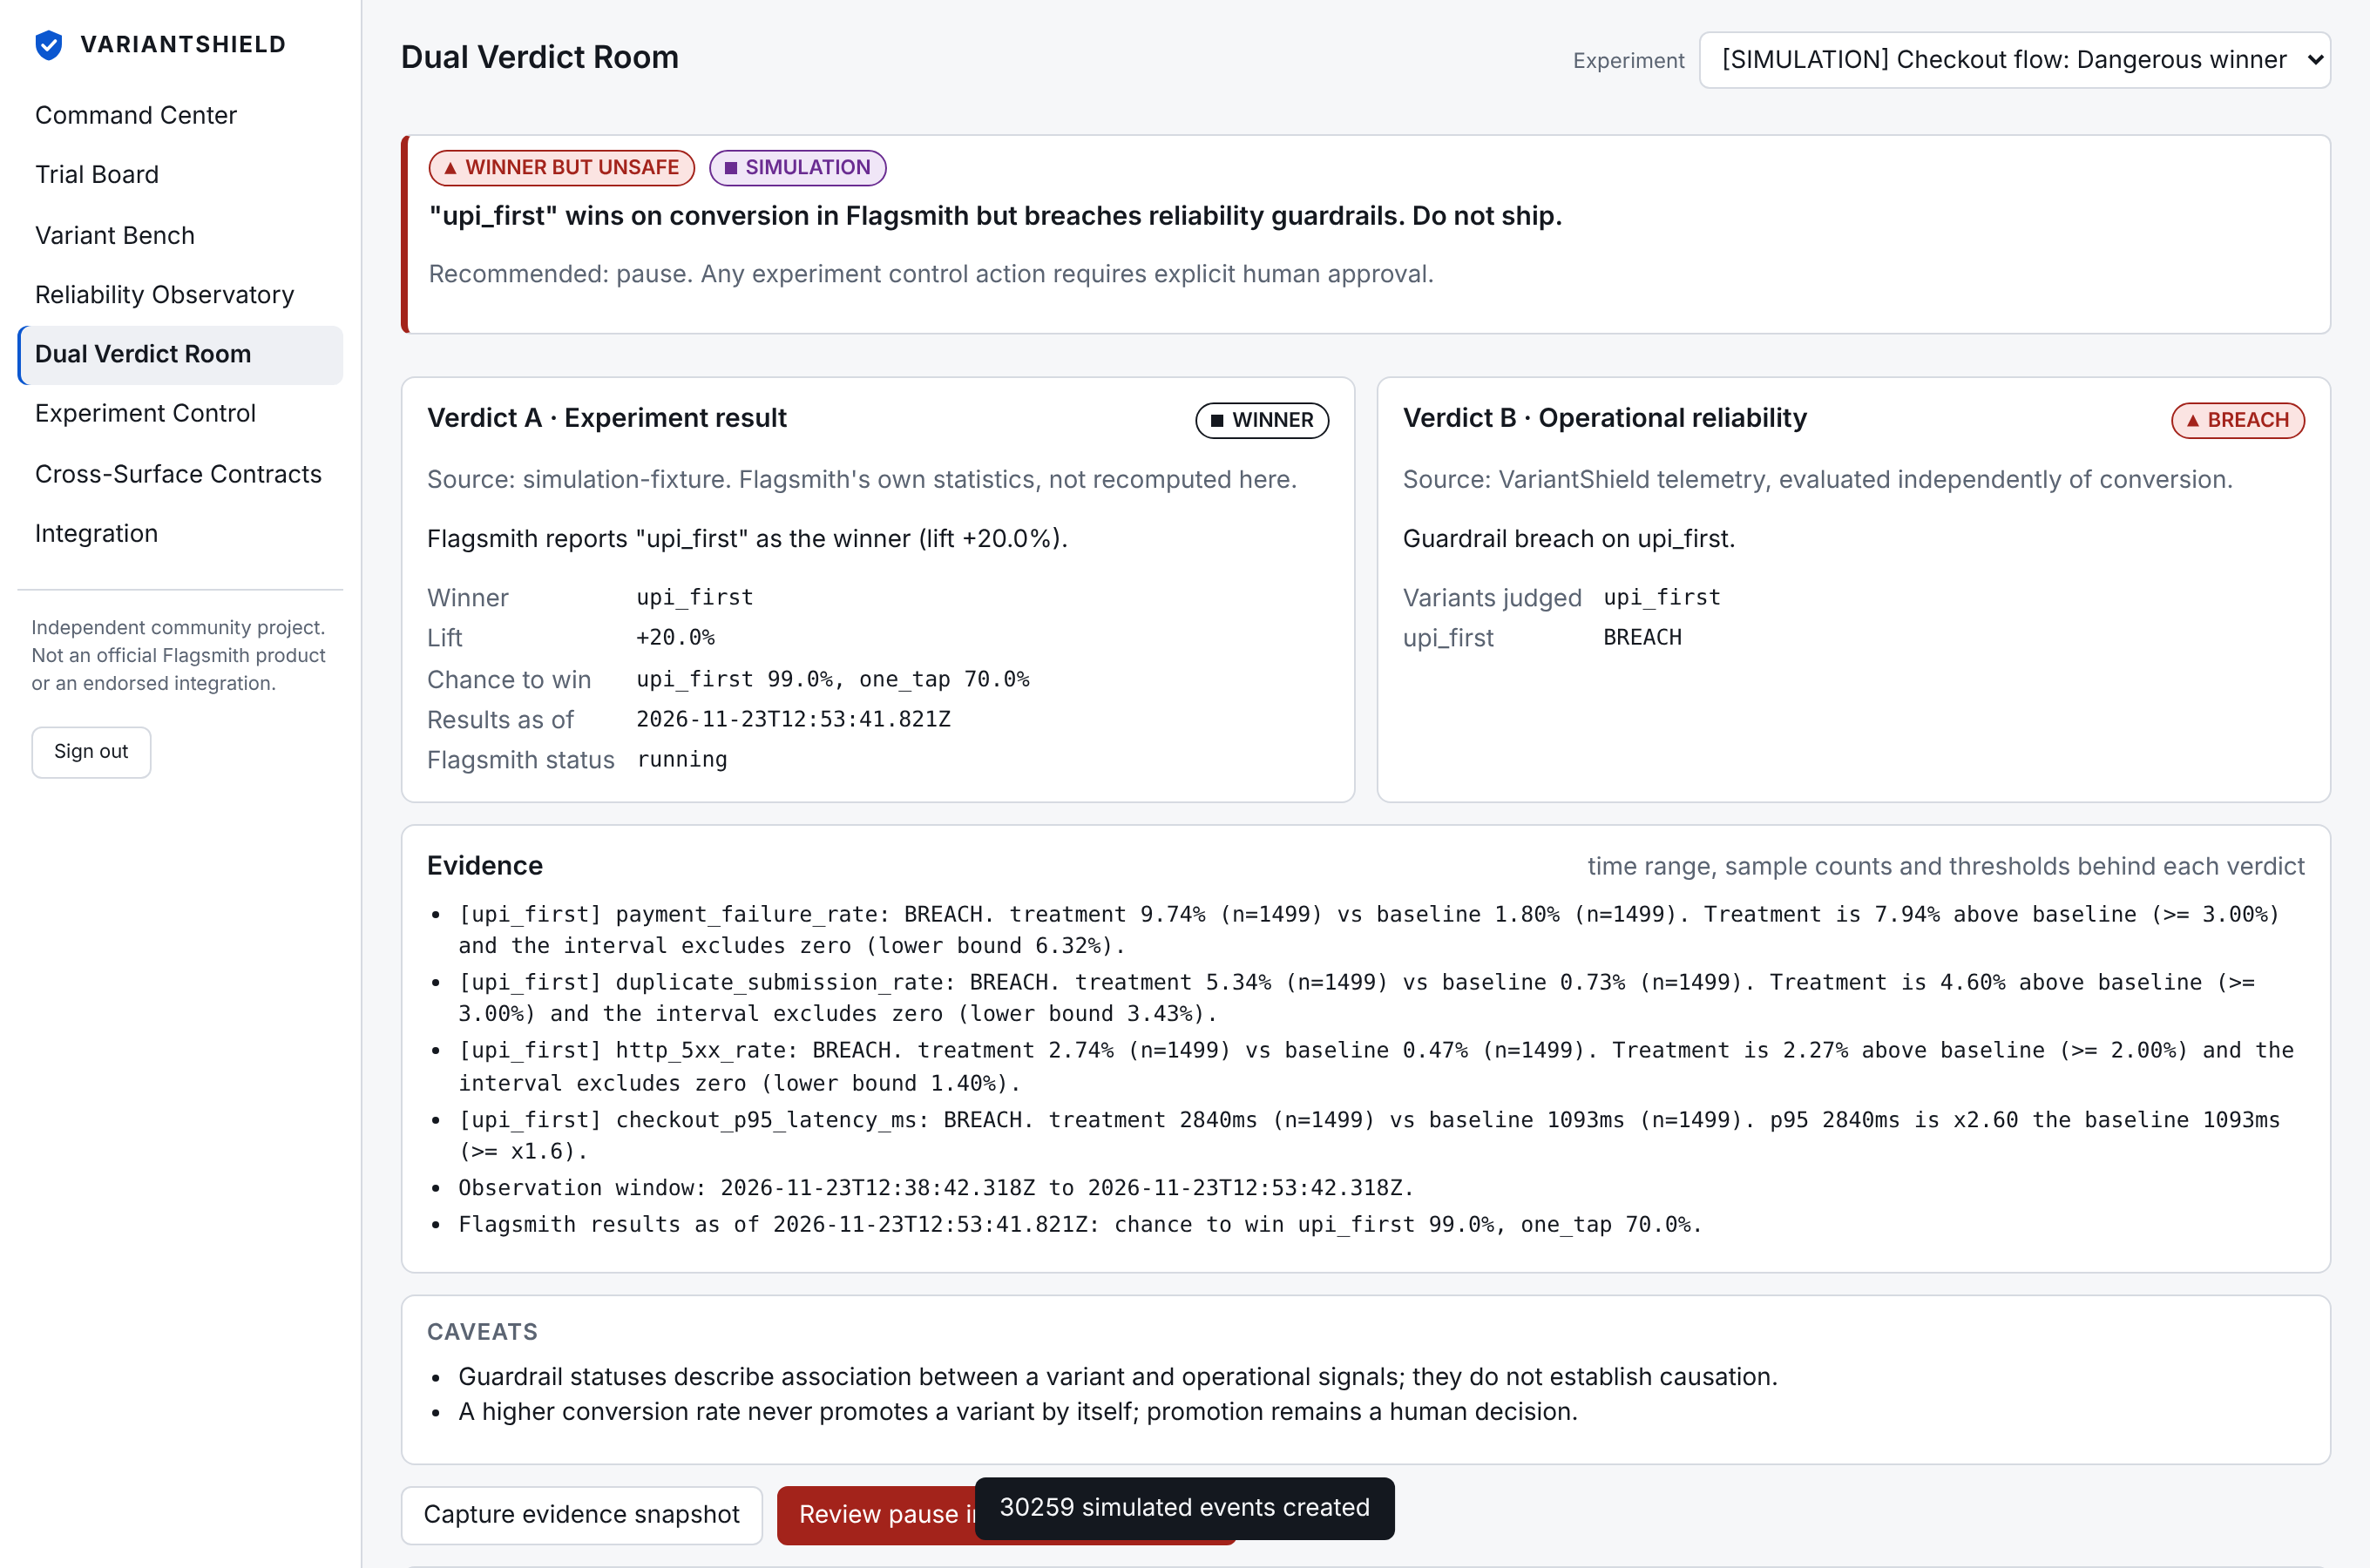 VARIANTSHIELD
Command Center
Trial Board
Variant Bench
Reliability Observatory
Dual Verdict Room
Experiment Control
Cross-Surface Contracts
Integration
Independent community project.
Not an official Flagsmith product
or an endorsed integration.
Sign out
Dual Verdict Room
Experiment
[SIMULATION] Checkout flow: Dangerous winner
WINNER BUT UNSAFE
SIMULATION
"upi_first" wins on conversion in Flagsmith but breaches reliability guardrails. Do not ship.
Recommended: pause. Any experiment control action requires explicit human approval.
Verdict A · Experiment result
WINNER
Source: simulation-fixture. Flagsmith's own statistics, not recomputed here.
Flagsmith reports "upi_first" as the winner (lift +20.0%).
Winner upi_first
Lift +20.0%
Chance to win upi_first 99.0%, one_tap 70.0%
Results as of 2026-11-23T12:53:41.821Z
Flagsmith status running
Verdict B · Operational reliability
BREACH
Source: VariantShield telemetry, evaluated independently of conversion.
Guardrail breach on upi_first.
Variants judged upi_first
upi_first BREACH
Evidence
time range, sample counts and thresholds behind each verdict
• [upi_first] payment_failure_rate: BREACH. treatment 9.74% (n=1499) vs baseline 1.80% (n=1499). Treatment is 7.94% above baseline (>= 3.00%)
and the interval excludes zero (lower bound 6.32%).
• [upi_first] duplicate_submission_rate: BREACH. treatment 5.34% (n=1499) vs baseline 0.73% (n=1499). Treatment is 4.60% above baseline (>=
3.00%) and the interval excludes zero (lower bound 3.43%).
• [upi_first] http_5xx_rate: BREACH. treatment 2.74% (n=1499) vs baseline 0.47% (n=1499). Treatment is 2.27% above baseline (>= 2.00%) and the
interval excludes zero (lower bound 1.40%).
• [upi_first] checkout_p95_latency_ms: BREACH. treatment 2840ms (n=1499) vs baseline 1093ms (n=1499). p95 2840ms is x2.60 the baseline 1093ms
(>= x1.6).
• Observation window: 2026-11-23T12:38:42.318Z to 2026-11-23T12:53:42.318Z.
• Flagsmith results as of 2026-11-23T12:53:41.821Z: chance to win upi_first 99.0%, one_tap 70.0%.
CAVEATS
• Guardrail statuses describe association between a variant and operational signals; they do not establish causation.
• A higher conversion rate never promotes a variant by itself; promotion remains a human decision.
Capture evidence snapshot
Review pause
30259 simulated events created